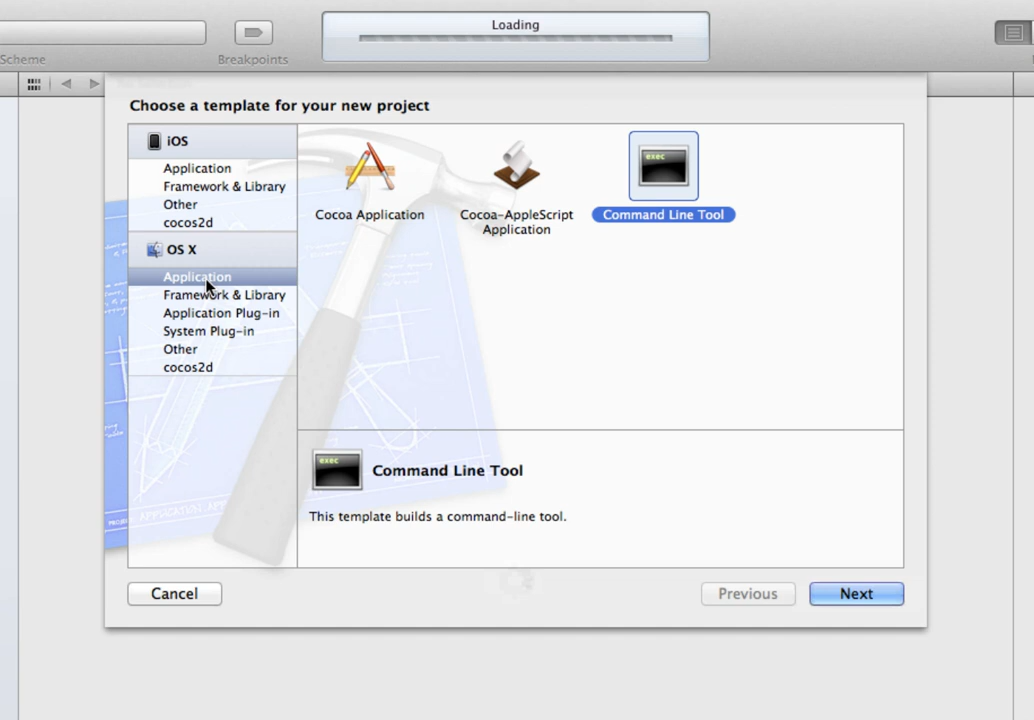 Loading
Scheme
Breakpoints
Choose a template for your new project
iOS
Application
Framework & Library
Other
cocos2d
OS X
Application
Framework & Library
Application Plug-in
System Plug-in
Other
cocos2d
Cocoa Application
Cocoa-AppleScript
Application
exec
Command Line Tool
exec
Command Line Tool
This template builds a command-line tool.
Cancel
Previous
Next